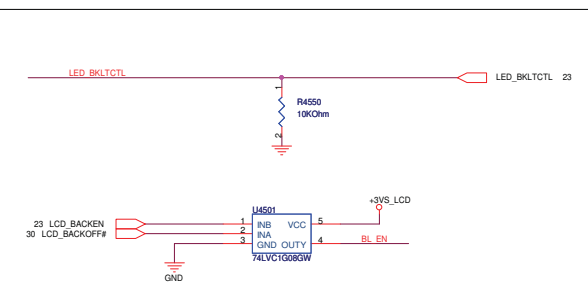 LED_BKLTCTL
LED_BKLTCTL 23
1
R4550
10KOhm
2
+3VS_LCD
U4501
23 LCD_BACKEN
1 INB VCC 5
30 LCD_BACKOFF#
2 INA
3 GND OUTY 4 BL_EN
74LVC1G08GW
GND